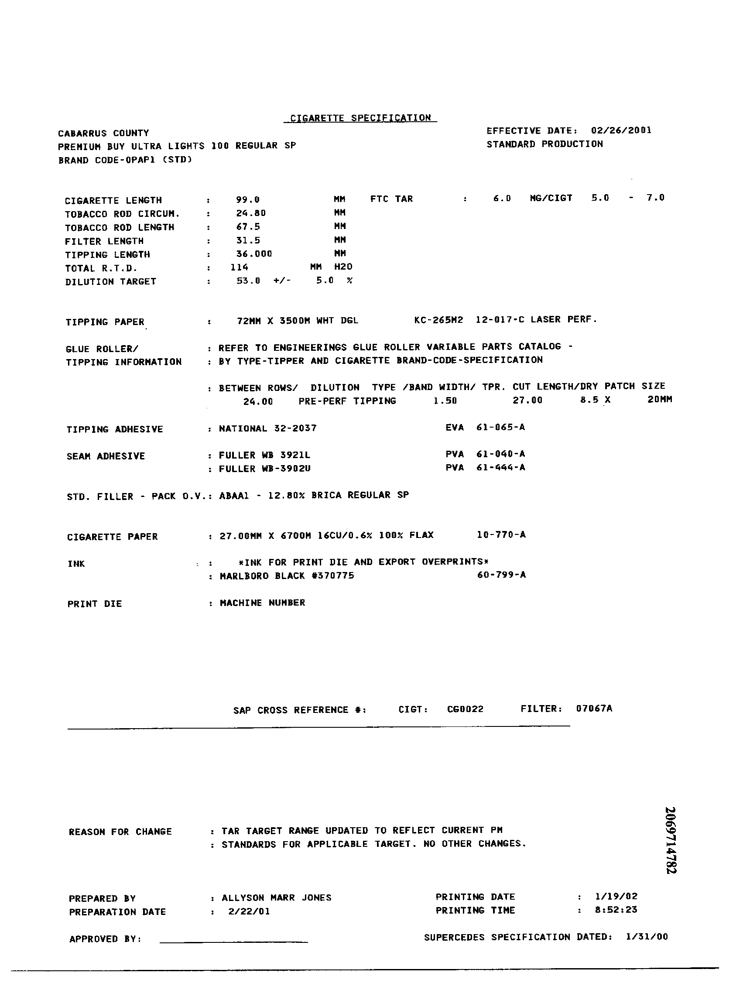 CIGARETTE SPECIFICATION
CABARRUS COUNTY EFFECTIVE DATE: 02/26/2001
PREMIUM BUY ULTRA LIGHTS 100 REGULAR SP STANDARD PRODUCTION
BRAND CODE-OPAP1 (STD)
CIGARETTE LENGTH : 99.0 MM FTC TAR : 6.0 MG/CIGT 5.0 - 7.0
TOBACCO ROD CIRCUM. : 24.80 MM
TOBACCO ROD LENGTH : 67.5 MM
FILTER LENGTH : 31.5 MM
TIPPING LENGTH : 36.000 MM
TOTAL R.T.D. : 114 MM H2O
DILUTION TARGET : 53.0 +/- 5.0 %
TIPPING PAPER : 72MM X 3500M WHT DGL KC-265M2 12-017-C LASER PERF.
GLUE ROLLER/ : REFER TO ENGINEERINGS GLUE ROLLER VARIABLE PARTS CATALOG -
TIPPING INFORMATION : BY TYPE-TIPPER AND CIGARETTE BRAND-CODE-SPECIFICATION
: BETWEEN ROWS/ DILUTION TYPE /BAND WIDTH/ TPR. CUT LENGTH/DRY PATCH SIZE
24.00 PRE-PERF TIPPING 1.50 27.00 8.5 X 20MM
TIPPING ADHESIVE : NATIONAL 32-2037 EVA 61-065-A
SEAM ADHESIVE : FULLER WB 3921L PVA 61-040-A
: FULLER WB-3902U PVA 61-444-A
STD. FILLER - PACK O.V.: ABAA1 - 12.80% BRICA REGULAR SP
CIGARETTE PAPER : 27.00MM X 6700M 16CU/0.6% 100% FLAX 10-770-A
INK : : *INK FOR PRINT DIE AND EXPORT OVERPRINTS*
: MARLBORO BLACK #370775 60-799-A
PRINT DIE : MACHINE NUMBER
SAP CROSS REFERENCE #: CIGT: CG0022 FILTER: 07067A
2069714782
REASON FOR CHANGE : TAR TARGET RANGE UPDATED TO REFLECT CURRENT PM
: STANDARDS FOR APPLICABLE TARGET. NO OTHER CHANGES.
PREPARED BY : ALLYSON MARR JONES PRINTING DATE : 1/19/02
PREPARATION DATE : 2/22/01 PRINTING TIME : 8:52:23
APPROVED BY: SUPERCEDES SPECIFICATION DATED: 1/31/00